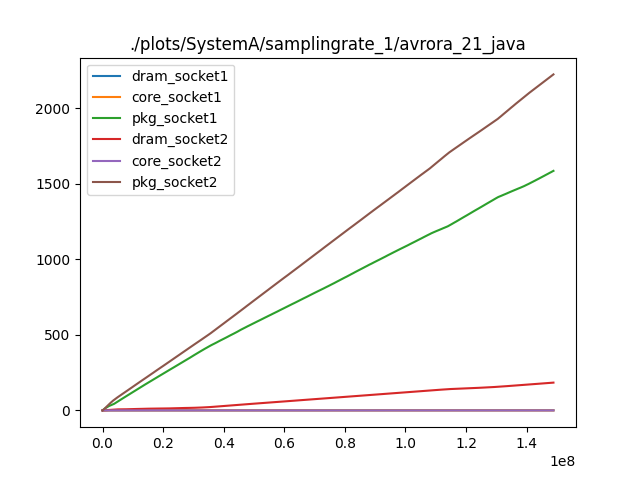 ./plots/SystemA/samplingrate_1/avrora_21_java
dram_socket1
core_socket1
pkg_socket1
dram_socket2
core_socket2
pkg_socket2
2000
1500
1000
500
0
0.0 0.2 0.4 0.6 0.8 1.0 1.2 1.4
1e8